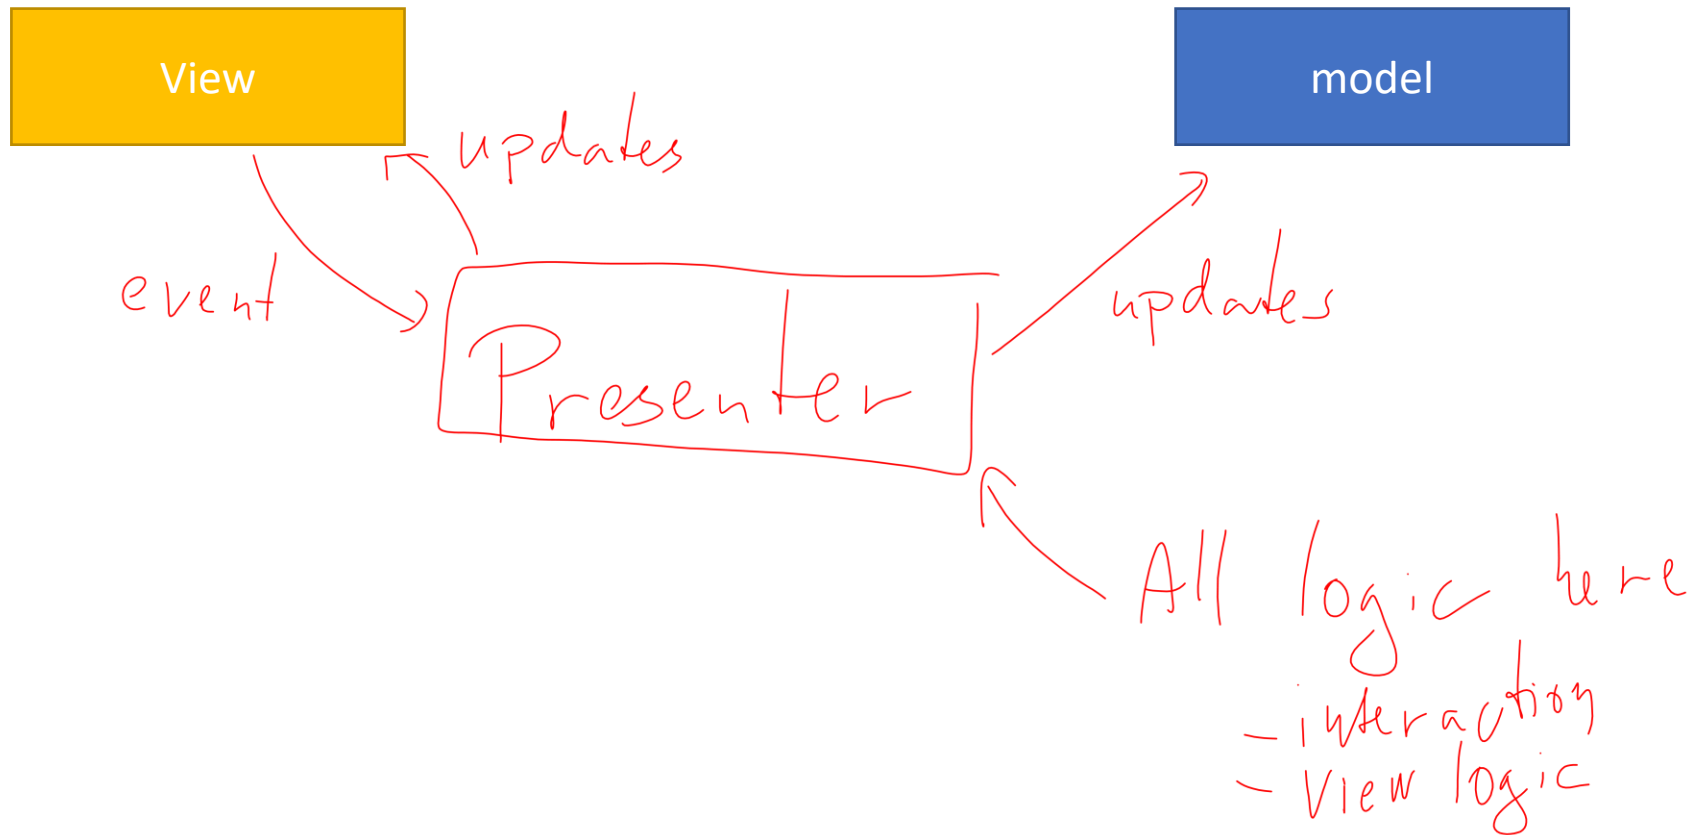 View
model
updates
event
updates
Presenter
All logic here
- interaction
- View logic